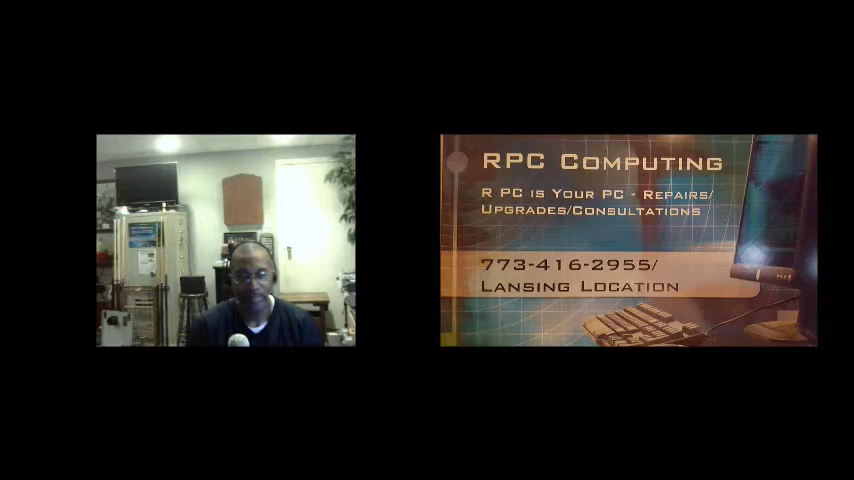 RPC Computing
R PC is Your PC - Repairs/
Upgrades/Consultations
773-416-2955/
Lansing Location